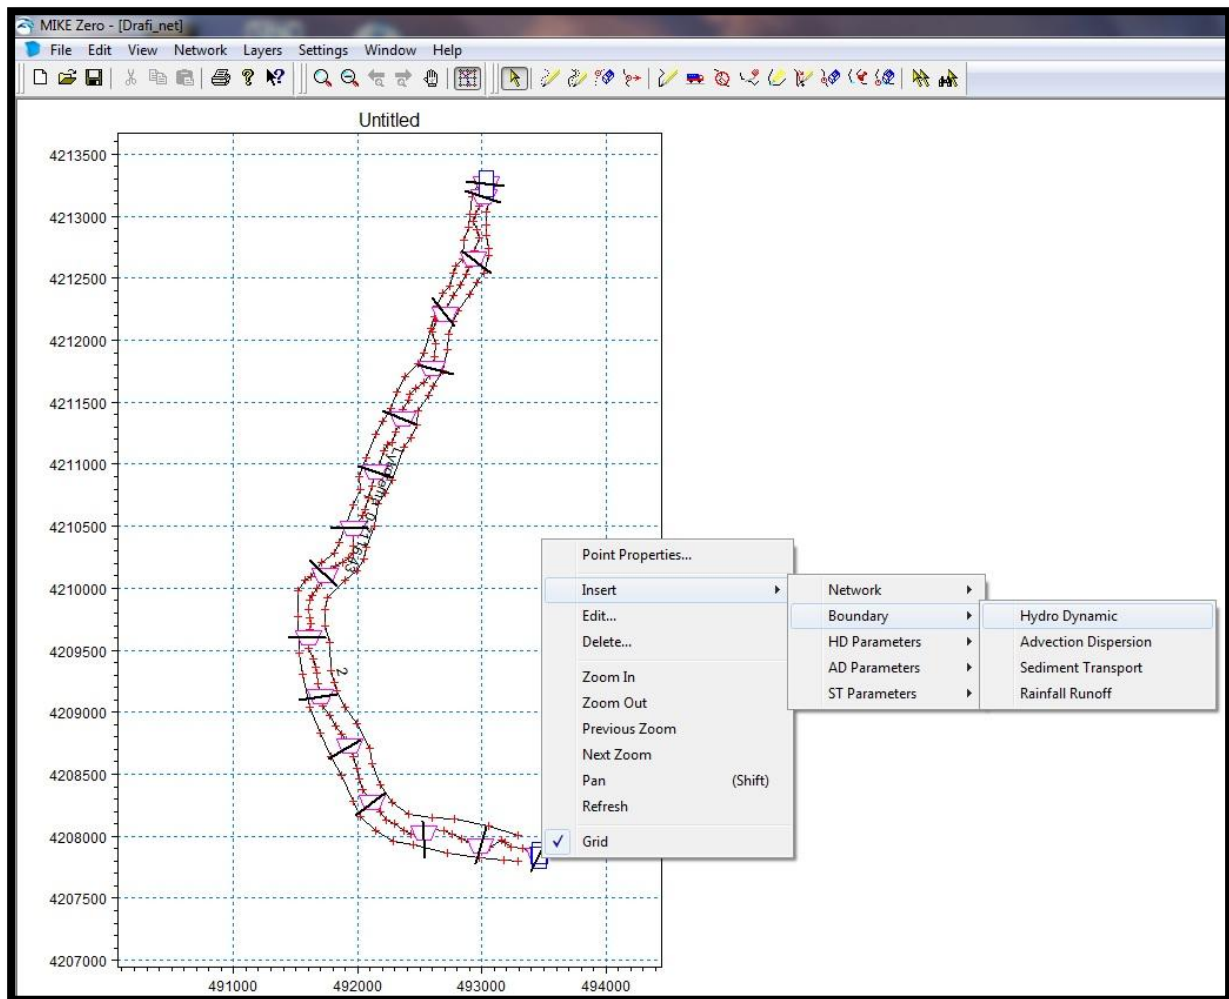 MIKE Zero - [Drafi_net]
File Edit View Network Layers Settings Window Help
Untitled
4213500
4213000
4212500
4212000
4211500
4211000
4210500
4210000
4209500
4209000
4208500
4208000
4207500
4207000
491000 492000 493000 494000
2
Point Properties...
Insert
Edit...
Delete...
Zoom In
Zoom Out
Previous Zoom
Next Zoom
Pan (Shift)
Refresh
Grid
Network
Boundary
HD Parameters
AD Parameters
ST Parameters
Hydro Dynamic
Advection Dispersion
Sediment Transport
Rainfall Runoff